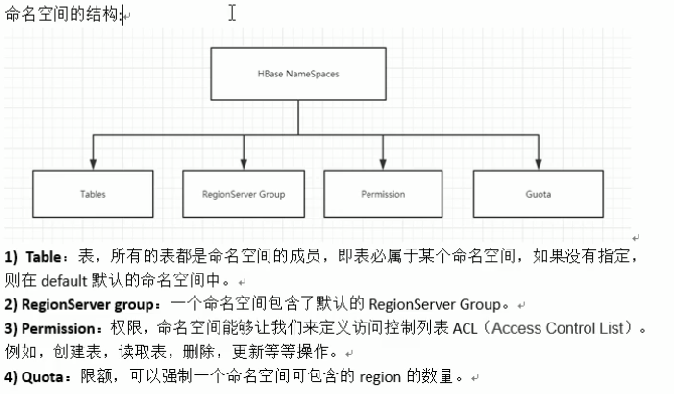 命名空间的结构:
HBase NameSpaces
Tables
RegionServer Group
Permission
Guota
1) Table：表，所有的表都是命名空间的成员，即表必属于某个命名空间，如果没有指定，
则在 default 默认的命名空间中。
2) RegionServer group：一个命名空间包含了默认的 RegionServer Group。
3) Permission：权限，命名空间能够让我们来定义访问控制列表 ACL（Access Control List）。
例如，创建表，读取表，删除，更新等等操作。
4) Quota：限额，可以强制一个命名空间可包含的 region 的数量。